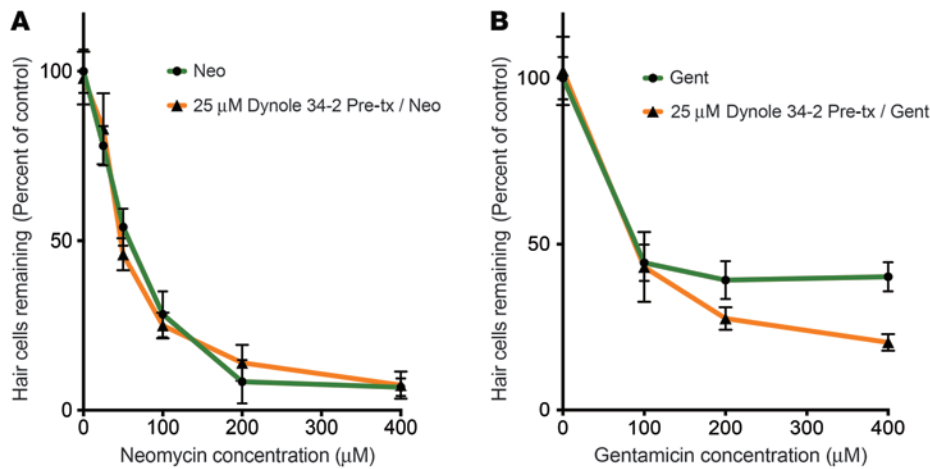 A
Hair cells remaining (Percent of control)
100
50
0
Neo
25 μM Dynole 34-2 Pre-tx / Neo
0 100 200 300 400
Neomycin concentration (μM)
B
Hair cells remaining (Percent of control)
100
50
0
Gent
25 μM Dynole 34-2 Pre-tx / Gent
0 100 200 300 400
Gentamicin concentration (μM)